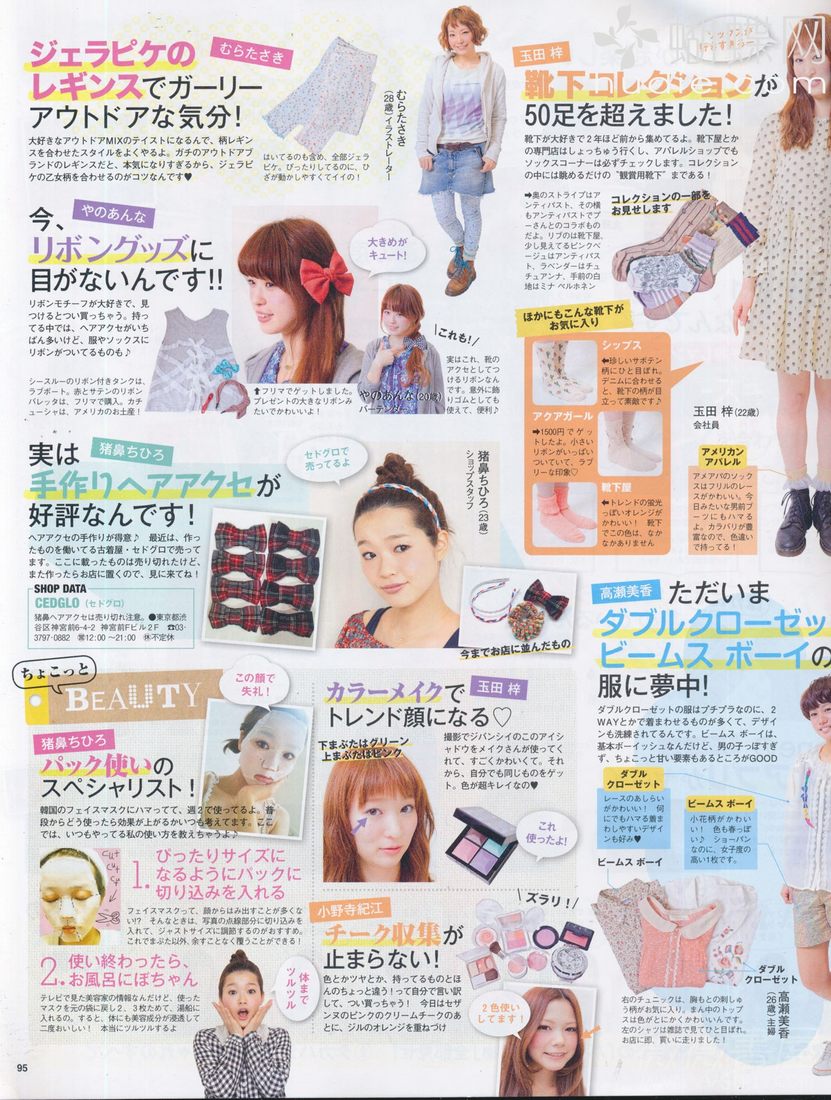 ジェラピケの
むらたさき
レギンスでガーリー
アウトドアな気分!
大好きなアウトドアMIXのテイストになるんで、柄レギン
スを合わせたスタイルをよくやるよ。ガチのアウトドアブ
ランドのレギンスだと、本気になりすぎるから、ジェラピ
ケの乙女柄を合わせるのがコツなんです♥
はいてるのも含め、全部ジェラ
ピケ。ぴったりしてるのに、ひ
ざが動かしやすくてイイの!
むらたさき
(28歳)イラストレーター
玉田 梓
靴下コレクションが
50足を超えました!
靴下が大好きで2年ほど前から集めてるよ。靴下屋とか
の専門店はしょっちゅう行くし、アパレルショップでも
ソックスコーナーは必ずチェックします。コレクション
の中には眺めるだけの“観賞用靴下”まである!
➡奥のストライプはア
ンティパスト、その横
もアンティパストでプ
ーさんとのコラボもの
だよ。リブのは靴下屋、
少し見えてるピンクベ
ージュはアンティパス
ト、ラベンダーはチュ
チュアンナ、手前の白
地はミナ ペルホネン
コレクションの一部を
お見せします
ほかにもこんな靴下が
お気に入り
シップス
⬅珍しいサボテン
柄にひと目ぼれ。
デニムに合わせる
と、靴下の柄が目
立って素敵です♪
アクアガール
➡1500円でゲッ
トしたよ。小さい
リボンがいっぱい
ついていて、ラブ
リーな印象♡
靴下屋
⬅トレンドの蛍光
っぽいオレンジが
かわいい! 靴下
でこの色は、なか
なかありません
玉田 梓(22歳)
会社員
アメリカン
アパレル
アメアパのソック
スはフリルのレー
スがかわいい。今
日みたいな男前ブ
ーツにもハマる
よ。カラバリが豊
富なので、色違い
で持ってる!
今、
やのあんな
リボングッズに
目がないんです!!
リボンモチーフが大好きで、見
つけるとつい買っちゃう。持っ
てる中では、ヘアアクセがいち
ばん多いけど、服やソックスに
リボンがついてるものも♪
シースルーのリボン付きタンクは、
ラブボート。赤とサテンのリボン
バレッタは、フリマで購入。カチ
ューシャは、アメリカのお土産!
大きめが
キュート!
⬆フリマでゲットしました。
プレゼントの大きなリボンみ
たいでかわいいよ!
これも!
やのあんな(20歳)
バーテンダー
実はこれ、靴の
アクセとしてつ
けるリボンなん
です。意外に飾
りゴムとしても
使えて、便利♪
実は
猪鼻ちひろ
手作りヘアアクセが
好評なんです!
ヘアアクセの手作りが得意♪ 最近は、作っ
たものを働いてる古着屋・セドグロで売って
ます。ここに載ったものは売り切れたけど、
また作ったらお店に置くので、見に来てね!
SHOP DATA
CEDGLO(セドグロ)
猪鼻ヘアアクセは売り切れ注意。●東京都渋
谷区神宮前6-4-2 神宮前Fビル2F ☎03-
3797-0882 ㊂12:00〜21:00 ㊡不定休
セドグロで
売ってるよ
猪鼻ちひろ(23歳)
ショップスタッフ
今までお店に並んだもの
高瀬美香
ただいま
ダブルクローゼッ
ビームス ボーイの
服に夢中!
ダブルクローゼットの服はプチプラなのに、2
WAYとかで着まわせるものが多くて、デザイ
ンも洗練されてるんです。ビームス ボーイは、
基本ボーイッシュなんだけど、男の子っぽすぎ
ず、ちょこっと甘い要素もあるところがGOOD
ダブル
クローゼット
レースのあしらい
がかわいい! 何
にでもハマる着ま
わしやすいデザイ
ンも好み♥
ビームス ボーイ
小花柄がかわい
い! 色も春っぽ
い♪ ショーパン
なのに、女子度の
高い1枚です。
ビームス ボーイ
ダブル
クローゼット
右のチュニックは、胸もとの刺しゅ
う柄がお気に入り。まん中のトップ
スは色がとにかくかわいいんです。
左のシャツは雑誌で見てひと目ぼれ。
お店に即、買いに走りました!
高瀬美香
(26歳)主婦
ちょこっと
BEAUTY
猪鼻ちひろ
パック使いの
スペシャリスト!
韓国のフェイスマスクにハマってて、週2で使ってるよ。普
段からどう使ったら効果が上がるかいつも考えてます。ここ
では、いつもやってる私の使い方を教えちゃうよ♪
この顔で
失礼!
1. ぴったりサイズに
なるようにパックに
切り込みを入れる
フェイスマスクって、顔からはみ出すことが多くな
い!? そんなときは、写真の点線部分に切り込みを
入れて、ジャストサイズに調節するのがおすすめ。
これでまぶた以外、余すことなく覆うことができる!
2. 使い終わったら、
お風呂にぽちゃん
テレビで見た美容家の情報なんだけど、使った
マスクを元の袋に戻し2、3枚ためて、湯船に
入れるの。すると、体にも美容成分が浸透して
二度おいしい! 本当にツルツルするよ
体まで
ツルツル
カラーメイクで
玉田 梓
トレンド顔になる♡
下まぶたはグリーン
上まぶたはピンク
撮影でジバンシイのこのアイシ
ャドウをメイクさんが使ってく
れて、すごくかわいくて。それ
から、自分でも同じものをゲッ
ト。色が超キレイなの♥
これ
使ったよ!
小野寺紀江
チーク収集が
止まらない!
色とかツヤとか、持ってるものとほ
んのちょっと違う!って自分で言い訳
して、つい買っちゃう! 今日はセザン
ヌのピンクのクリームチークのあ
とに、ジルのオレンジを重ねづけ
ズラリ!
2色使い
してます!
95